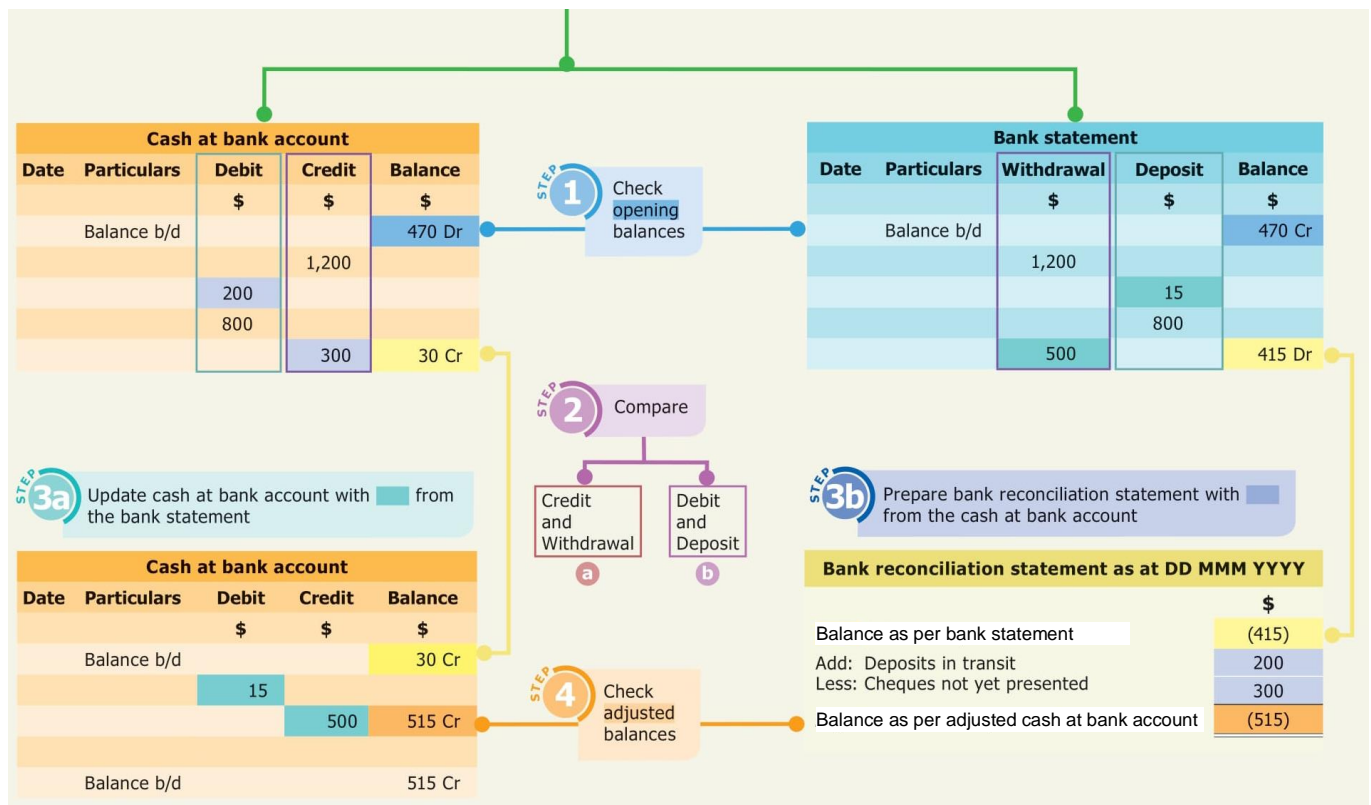 Cash at bank account
Date Particulars Debit Credit Balance
$ $ $
Balance b/d 470 Dr
1,200
200
800
300 30 Cr
STEP 1
Check
opening
balances
Bank statement
Date Particulars Withdrawal Deposit Balance
$ $ $
Balance b/d 470 Cr
1,200
15
800
500 415 Dr
STEP 2
Compare
Credit
and
Withdrawal
a
Debit
and
Deposit
b
STEP 3a
Update cash at bank account with from
the bank statement
STEP 3b
Prepare bank reconciliation statement with
from the cash at bank account
Cash at bank account
Date Particulars Debit Credit Balance
$ $ $
Balance b/d 30 Cr
15
500 515 Cr
Balance b/d 515 Cr
STEP 4
Check
adjusted
balances
Bank reconciliation statement as at DD MMM YYYY
$
Balance as per bank statement (415)
Add: Deposits in transit 200
Less: Cheques not yet presented 300
Balance as per adjusted cash at bank account (515)